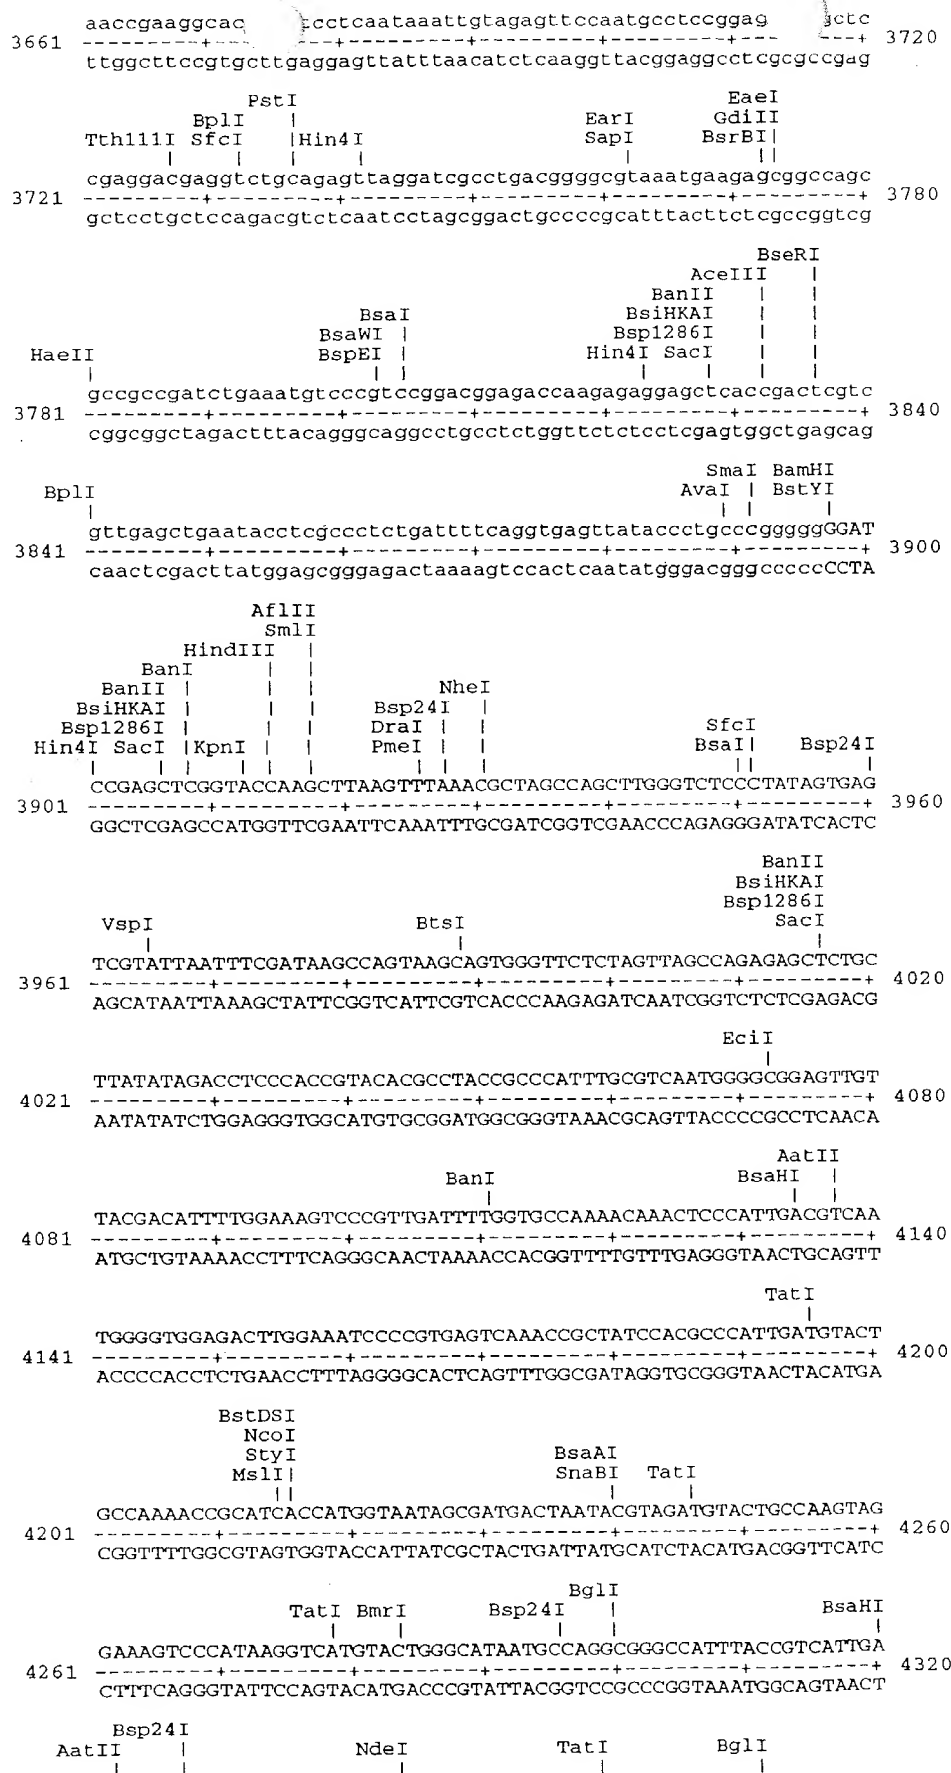 aaccgaaggcac tcctcaataaattgtagagttccaatgcctccggag gctc
3661 ---------+---------+---------+---------+---------+---------+ 3720
ttggcttccgtgcttgaggagttatttaacatctcaaggttacggaggcctcgcgccgag
PstI EaeI
BplI | EarI GdiII
Tth111I SfcI | Hin4I SapI BsrBI|
cgaggacgaggtctgcagagttaggatcgcctgacggggcgtaaatgaagagcggccagc
3721 ---------+---------+---------+---------+---------+---------+ 3780
gctcctgctccagacgtctcaatcctagcggactgccccgcatttacttctcgccggtcg
BseRI
AceIII |
BanII | |
BsaI BsiHKAI | |
BsaWI | Bsp1286I | |
HaeII BspEI | Hin4I SacI | |
gccgccgatctgaaatgtcccgtccggacggagaccaagagaggagctcaccgactcgtc
3781 ---------+---------+---------+---------+---------+---------+ 3840
cggcggctagactttacagggcaggcctgcctctggttctctcctcgagtggctgagcag
SmaI BamHI
BplI AvaI | BstYI
gttgagctgaatacctcgccctctgattttcaggtgagttataccctgcccgggggGGAT
3841 ---------+---------+---------+---------+---------+---------+ 3900
caactcgacttatggagcgggagactaaaagtccactcaatatgggacgggcccccCCTA
AflII
SmlI
HindIII |
BanI | |
BanII | | | NheI
BsiHKAI | | | Bsp24I |
Bsp1286I | | | DraI | | SfcI
Hin4I SacI |KpnI | | PmeI | | BsaI| Bsp24I
CCGAGCTCGGTACCAAGCTTAAGTTTAAACGCTAGCCAGCTTGGGTCTCCCTATAGTGAG
3901 ---------+---------+---------+---------+---------+---------+ 3960
GGCTCGAGCCATGGTTCGAATTCAAATTTGCGATCGGTCGAACCCAGAGGGATATCACTC
BanII
BsiHKAI
Bsp1286I
VspI BtsI SacI
TCGTATTAATTTCGATAAGCCAGTAAGCAGTGGGTTCTCTAGTTAGCCAGAGAGCTCTGC
3961 ---------+---------+---------+---------+---------+---------+ 4020
AGCATAATTAAAGCTATTCGGTCATTCGTCACCCAAGAGATCAATCGGTCTCTCGAGACG
EciI
TTATATAGACCTCCCACCGTACACGCCTACCGCCCATTTGCGTCAATGGGGCGGAGTTGT
4021 ---------+---------+---------+---------+---------+---------+ 4080
AATATATCTGGAGGGTGGCATGTGCGGATGGCGGGTAAACGCAGTTACCCCGCCTCAACA
AatII
BanI BsaHI |
TACGACATTTTGGAAAGTCCCGTTGATTTTGGTGCCAAAACAAACTCCCATTGACGTCAA
4081 ---------+---------+---------+---------+---------+---------+ 4140
ATGCTGTAAAACCTTTCAGGGCAACTAAAACCACGGTTTTGTTTGAGGGTAACTGCAGTT
TatI
TGGGGTGGAGACTTGGAAATCCCCGTGAGTCAAACCGCTATCCACGCCCATTGATGTACT
4141 ---------+---------+---------+---------+---------+---------+ 4200
ACCCCACCTCTGAACCTTTAGGGGCACTCAGTTTGGCGATAGGTGCGGGTAACTACATGA
BstDSI
NcoI
StyI BsaAI
MslI| SnaBI TatI
GCCAAAACCGCATCACCATGGTAATAGCGATGACTAATACGTAGATGTACTGCCAAGTAG
4201 ---------+---------+---------+---------+---------+---------+ 4260
CGGTTTTGGCGTAGTGGTACCATTATCGCTACTGATTATGCATCTACATGACGGTTCATC
BglI
TatI BmrI Bsp24I | BsaHI
GAAAGTCCCATAAGGTCATGTACTGGGCATAATGCCAGGCGGGCCATTTACCGTCATTGA
4261 ---------+---------+---------+---------+---------+---------+ 4320
CTTTCAGGGTATTCCAGTACATGACCCGTATTACGGTCCGCCCGGTAAATGGCAGTAACT
Bsp24I
AatII | NdeI TatI BglI